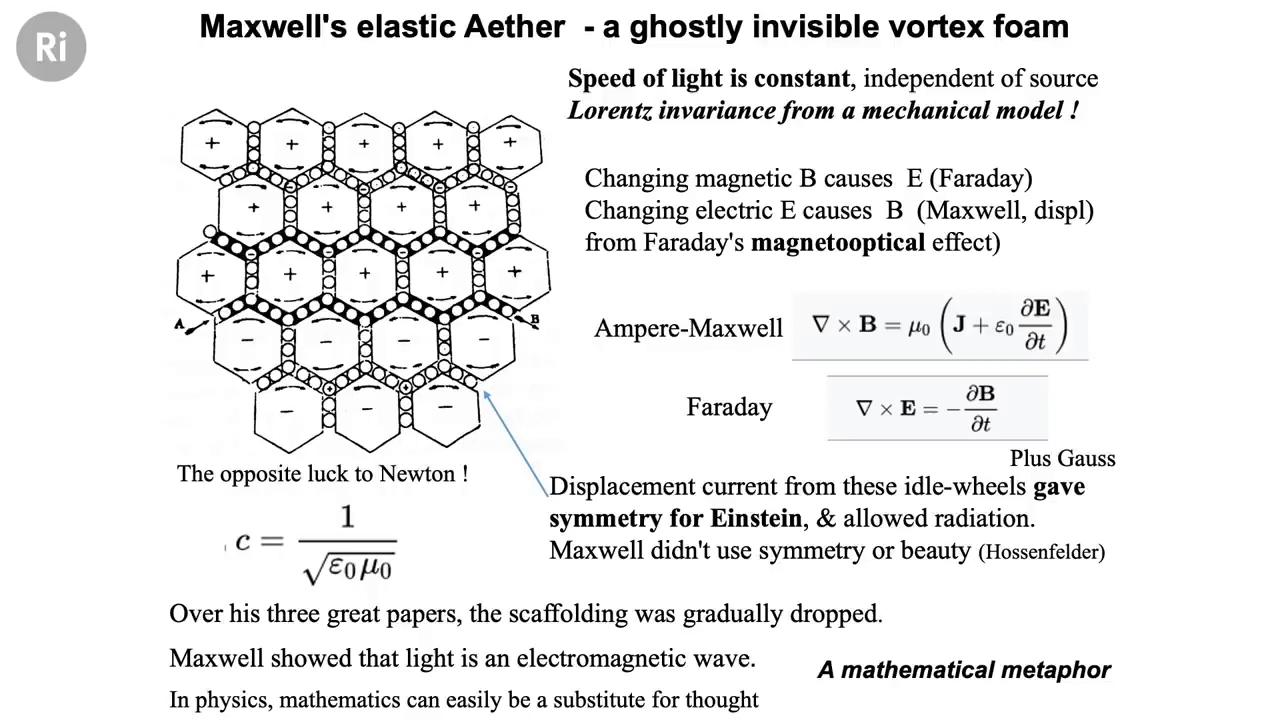 Ri
Maxwell's elastic Aether - a ghostly invisible vortex foam
Speed of light is constant, independent of source
Lorentz invariance from a mechanical model !
Changing magnetic B causes E (Faraday)
Changing electric E causes B (Maxwell, displ)
from Faraday's magnetooptical effect)
A
B
Ampere-Maxwell ∇ × B = μ₀ (J + ε₀ ∂E/∂t)
Faraday ∇ × E = − ∂B/∂t
Plus Gauss
The opposite luck to Newton !
c = 1/√ε₀μ₀
Displacement current from these idle-wheels gave
symmetry for Einstein, & allowed radiation.
Maxwell didn't use symmetry or beauty (Hossenfelder)
Over his three great papers, the scaffolding was gradually dropped.
Maxwell showed that light is an electromagnetic wave.
A mathematical metaphor
In physics, mathematics can easily be a substitute for thought